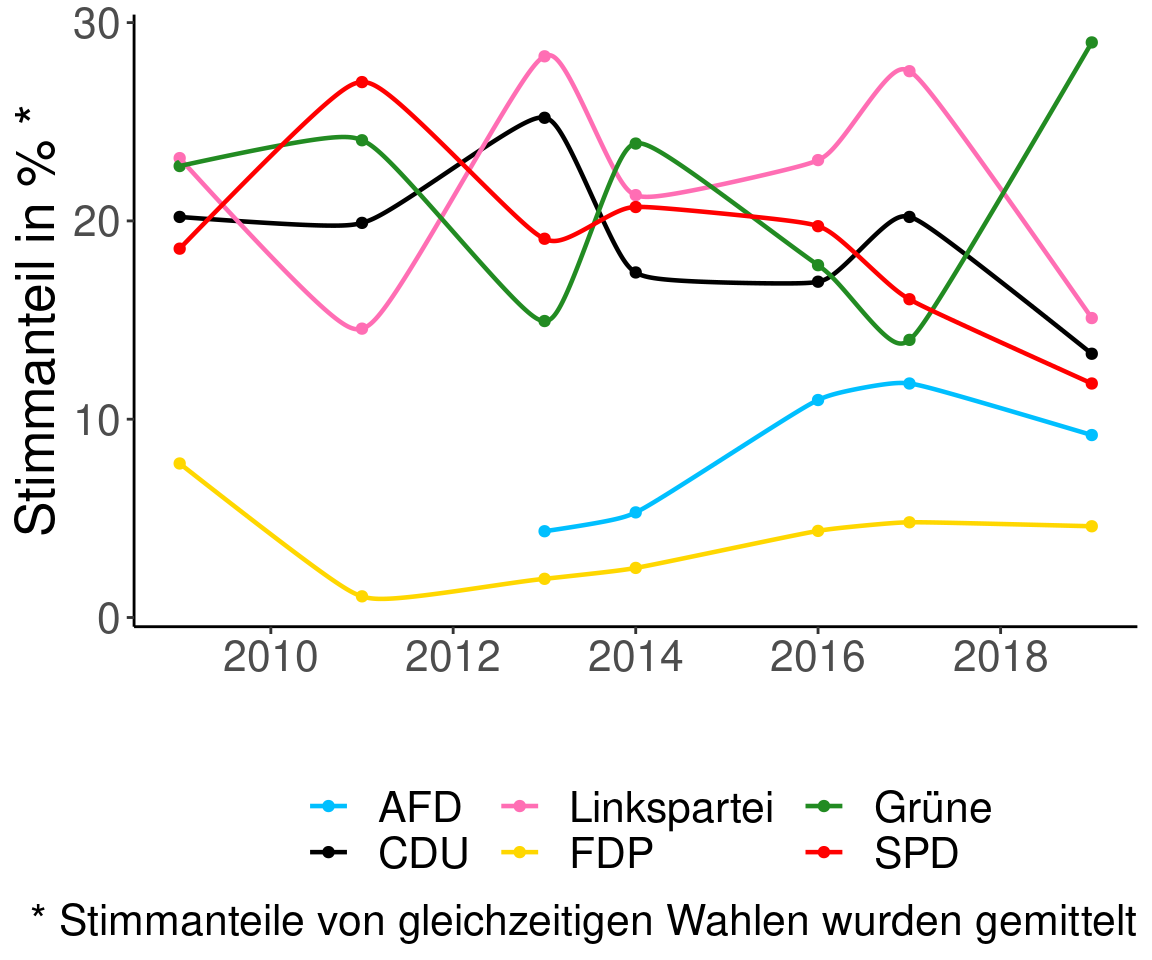 Stimmanteil in % *
30
20
10
0
2010 2012 2014 2016 2018
AFD Linkspartei Grüne
CDU FDP SPD
* Stimmanteile von gleichzeitigen Wahlen wurden gemittelt